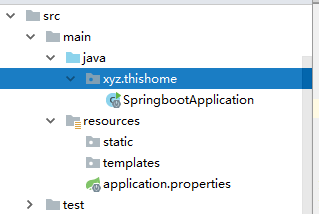 src
main
java
xyz.thishome
SpringbootApplication
resources
static
templates
application.properties
test